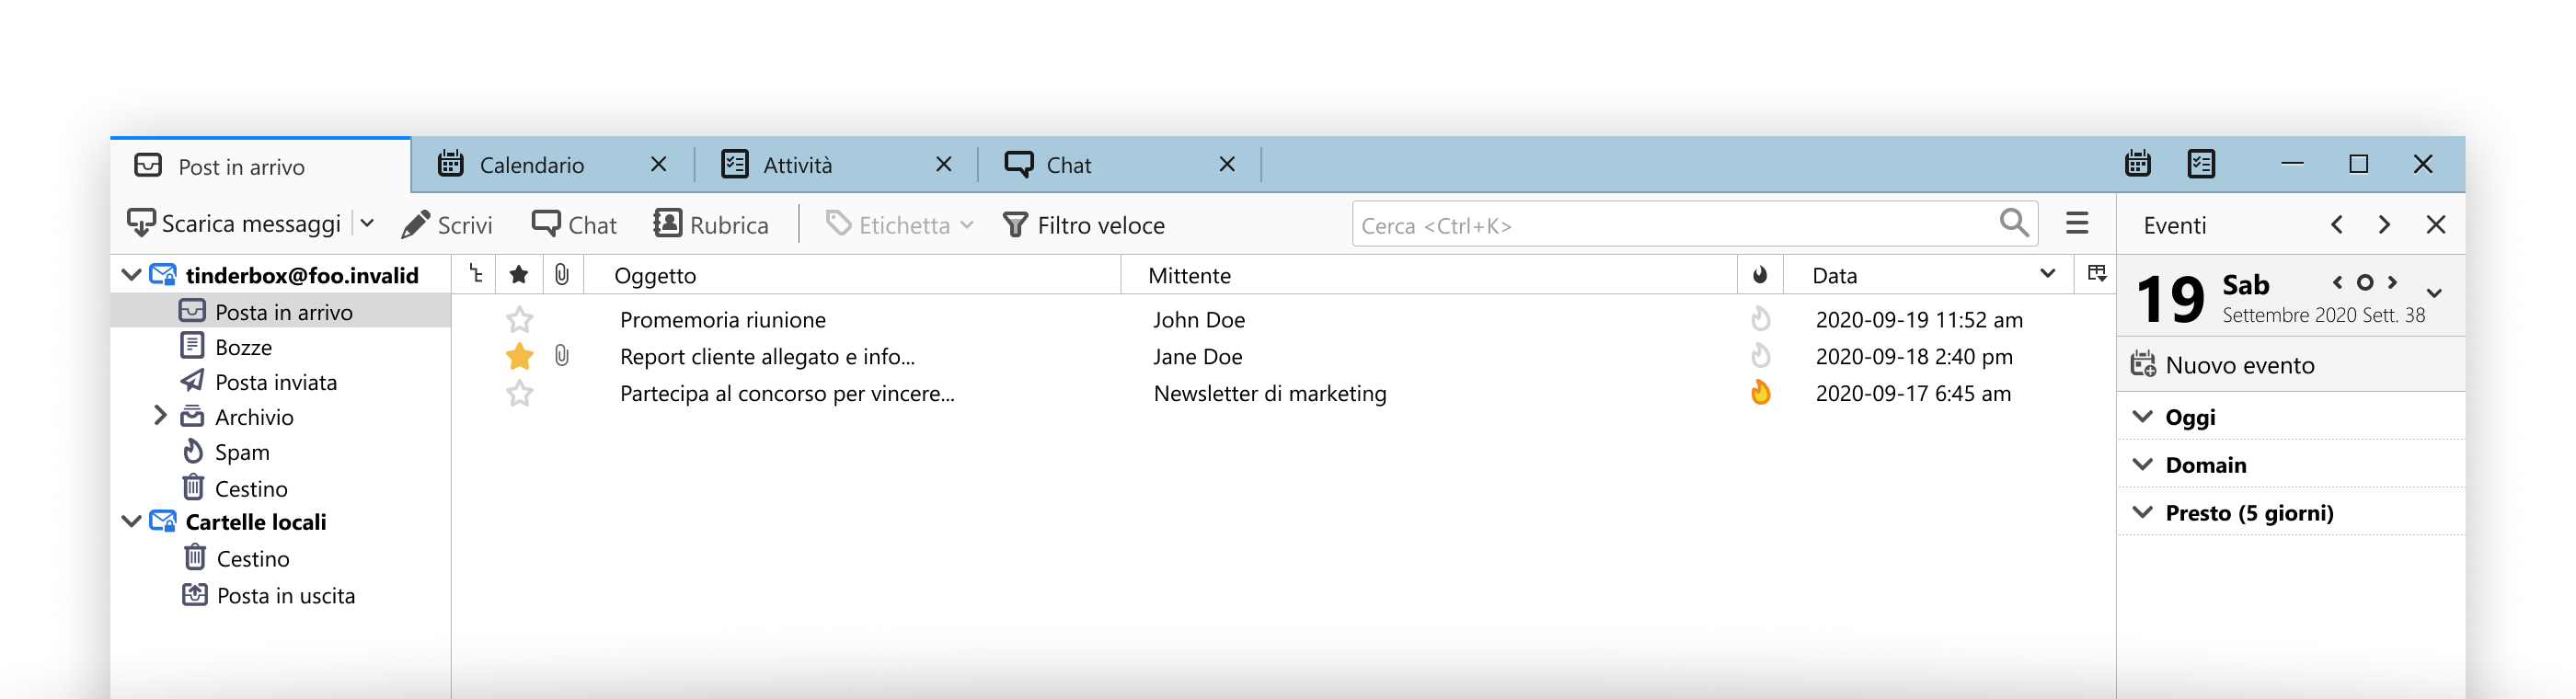 Post in arrivo Calendario Attività Chat
Scarica messaggi Scrivi Chat Rubrica Etichetta Filtro veloce Cerca <Ctrl+K> Eventi
tinderbox@foo.invalid
Posta in arrivo
Bozze
Posta inviata
Archivio
Spam
Cestino
Cartelle locali
Cestino
Posta in uscita
Oggetto Mittente Data
Promemoria riunione John Doe 2020-09-19 11:52 am
Report cliente allegato e info... Jane Doe 2020-09-18 2:40 pm
Partecipa al concorso per vincere... Newsletter di marketing 2020-09-17 6:45 am
19 Sab
Settembre 2020 Sett. 38
Nuovo evento
Oggi
Domain
Presto (5 giorni)